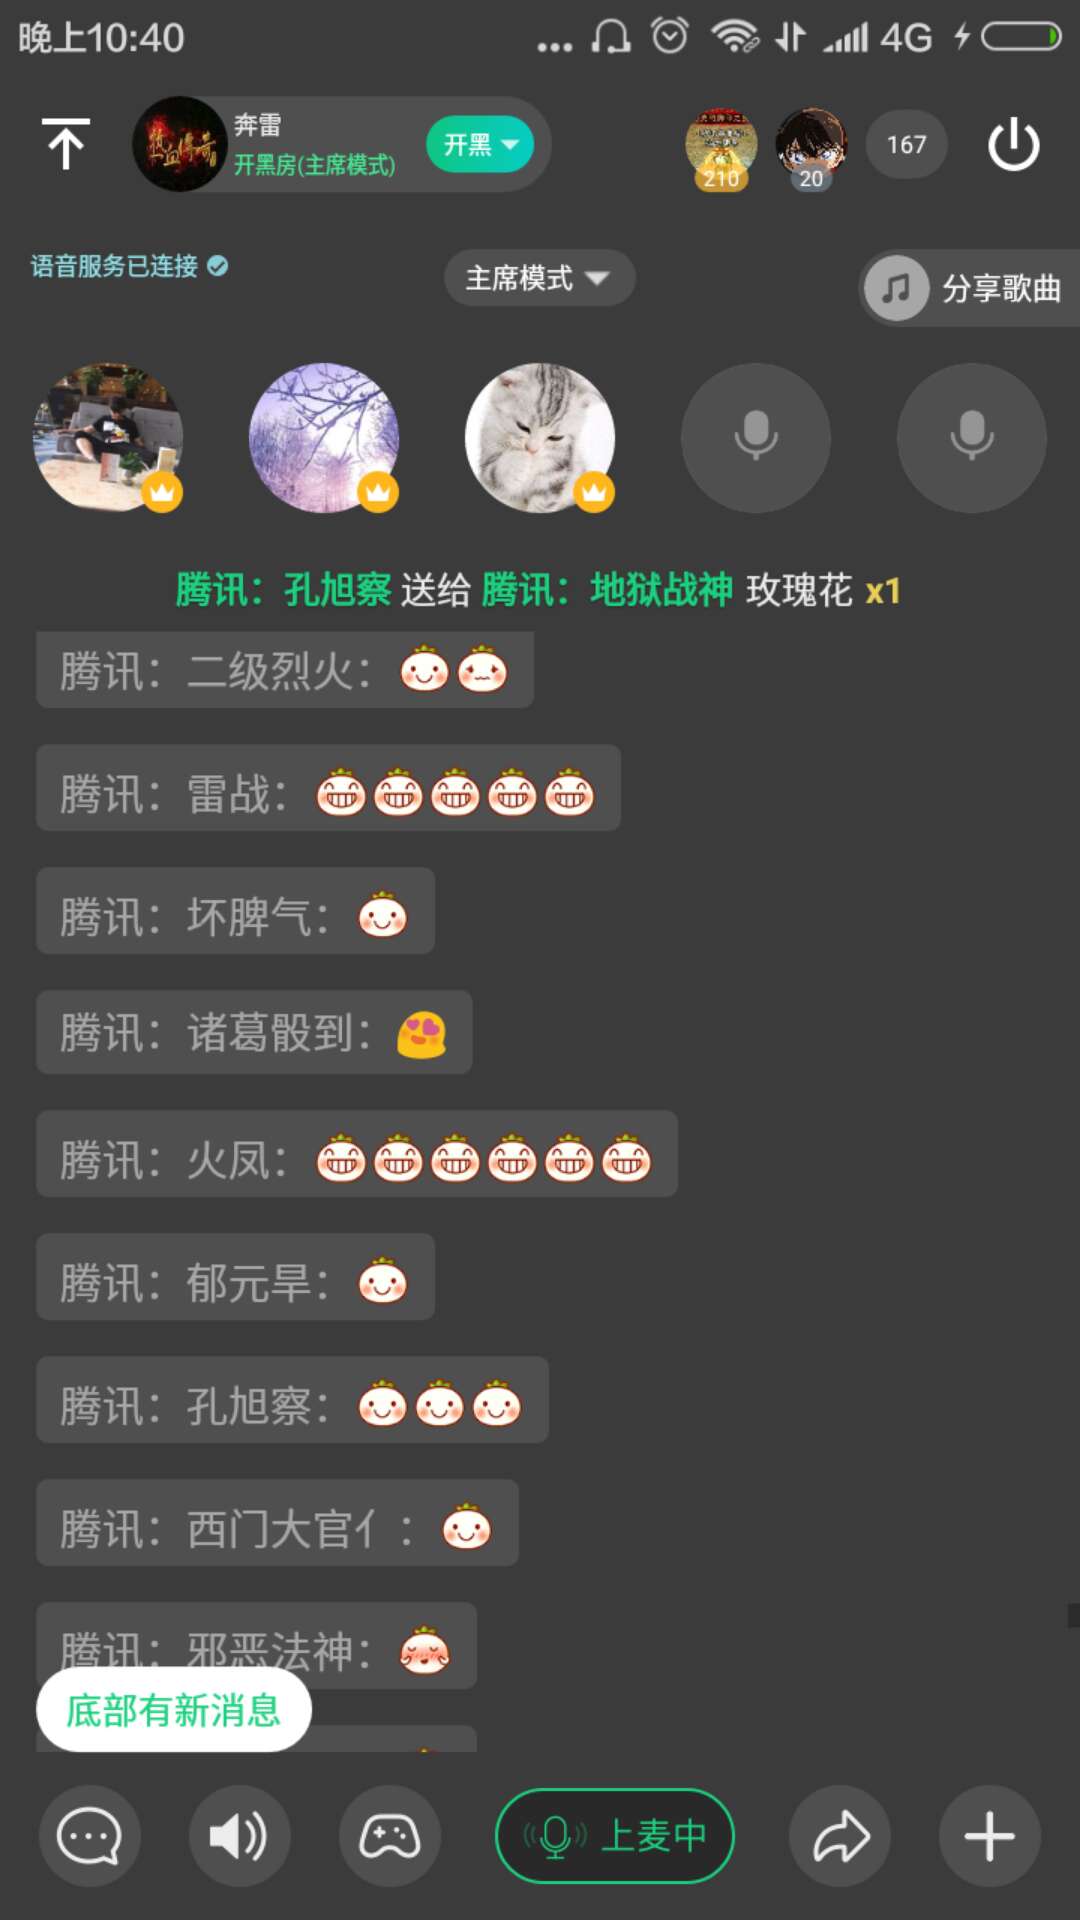 晚上10:40
4G
热血传奇
奔雷
开黑房(主席模式)
开黑
210
20
167
语音服务已连接
主席模式
分享歌曲
腾讯：孔旭察 送给 腾讯：地狱战神 玫瑰花 x1
腾讯：二级烈火：
腾讯：雷战：
腾讯：坏脾气：
腾讯：诸葛骰到：
腾讯：火凤：
腾讯：郁元旱：
腾讯：孔旭察：
腾讯：西门大官亻：
腾讯：邪恶法神：
底部有新消息
上麦中